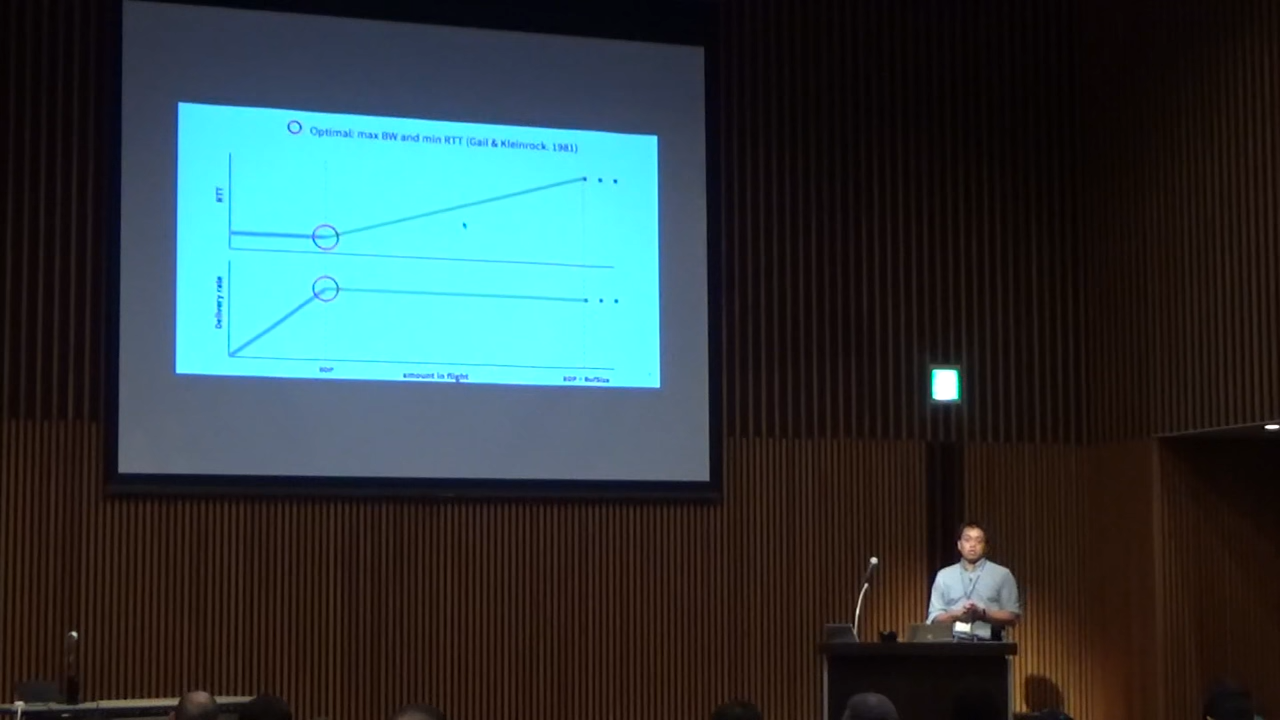 Optimal: max BW and min RTT (Gail & Kleinrock. 1981)
RTT
Delivery rate
BDP
amount in flight
BDP + BufSize